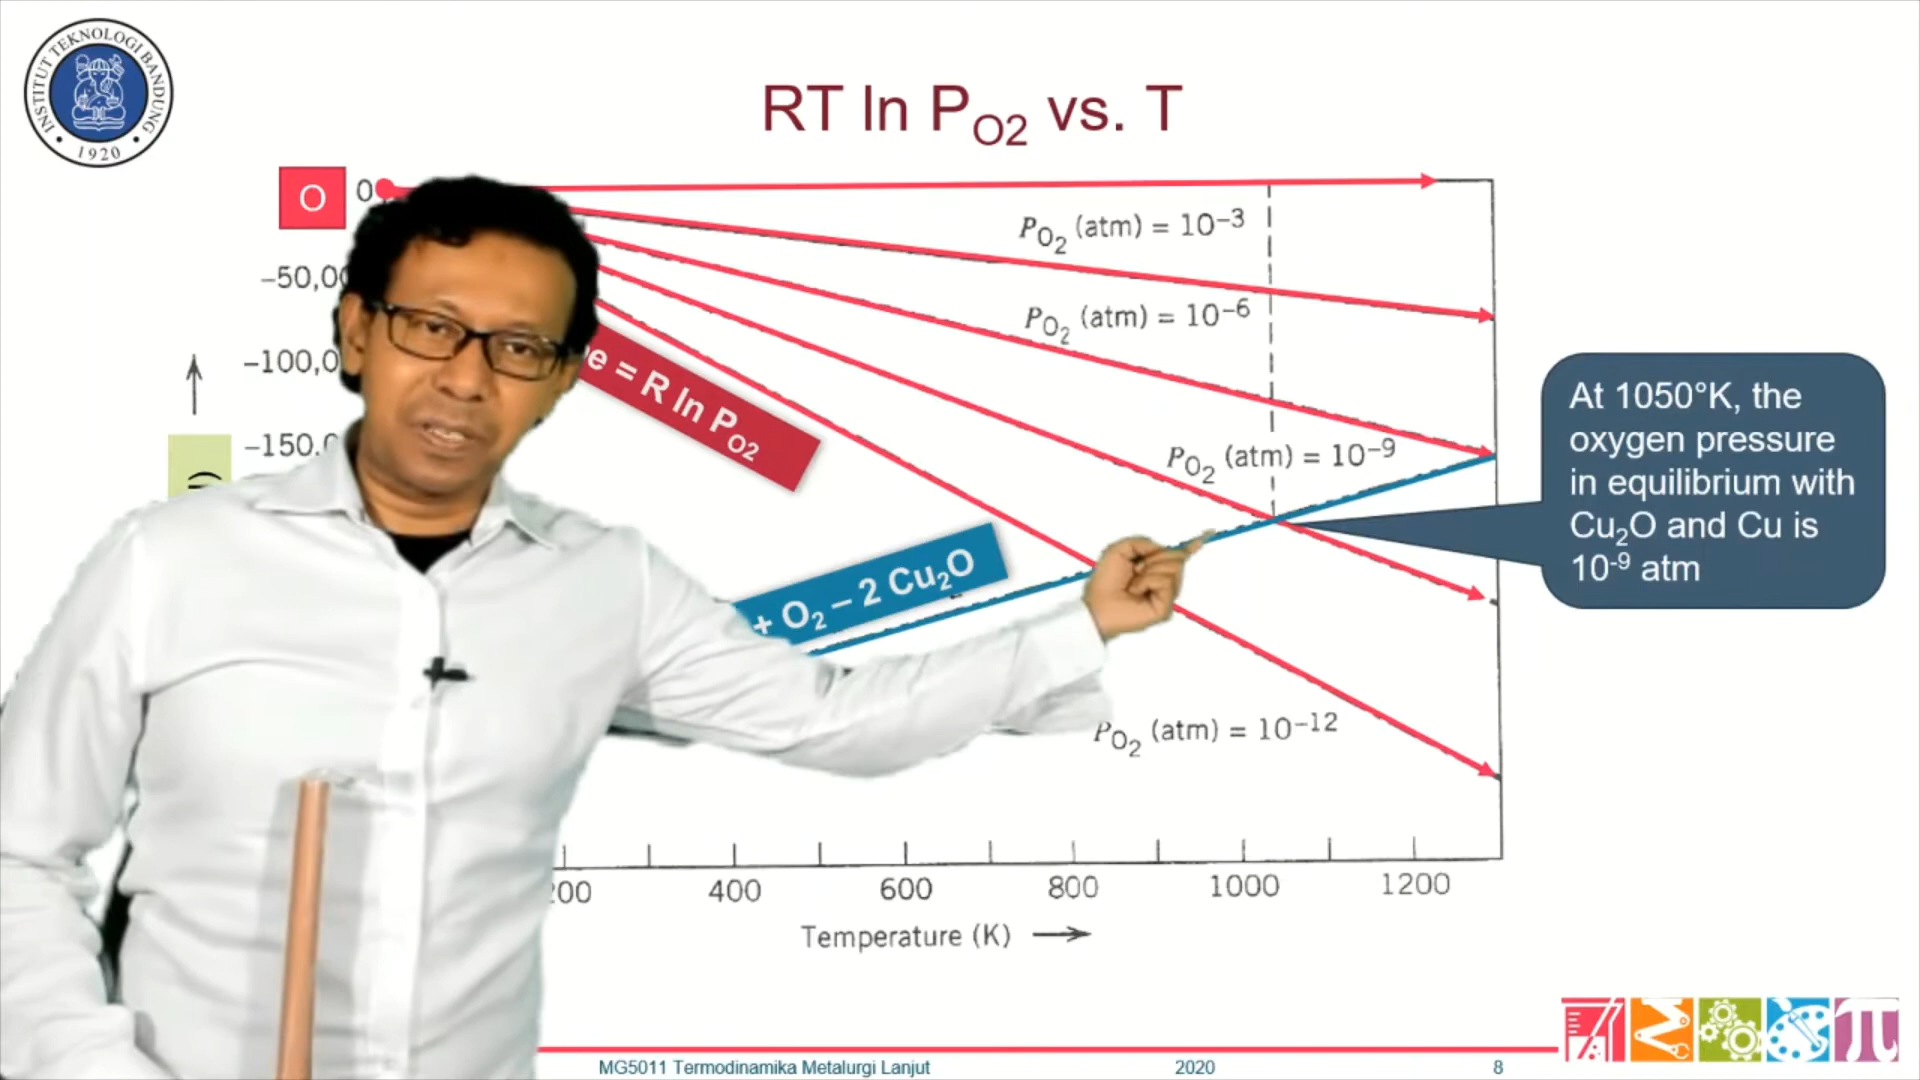 INSTITUT TEKNOLOGI BANDUNG
1920
RT ln P_O2 vs. T
O
0
−50,00
−100,0
−150,0
P_O2 (atm) = 10^−3
P_O2 (atm) = 10^−6
P_O2 (atm) = 10^−9
P_O2 (atm) = 10^−12
= R ln P_O2
+ O₂ – 2 Cu₂O
At 1050°K, the
oxygen pressure
in equilibrium with
Cu₂O and Cu is
10^-9 atm
200 400 600 800 1000 1200
Temperature (K)
MG5011 Termodinamika Metalurgi Lanjut 2020 8